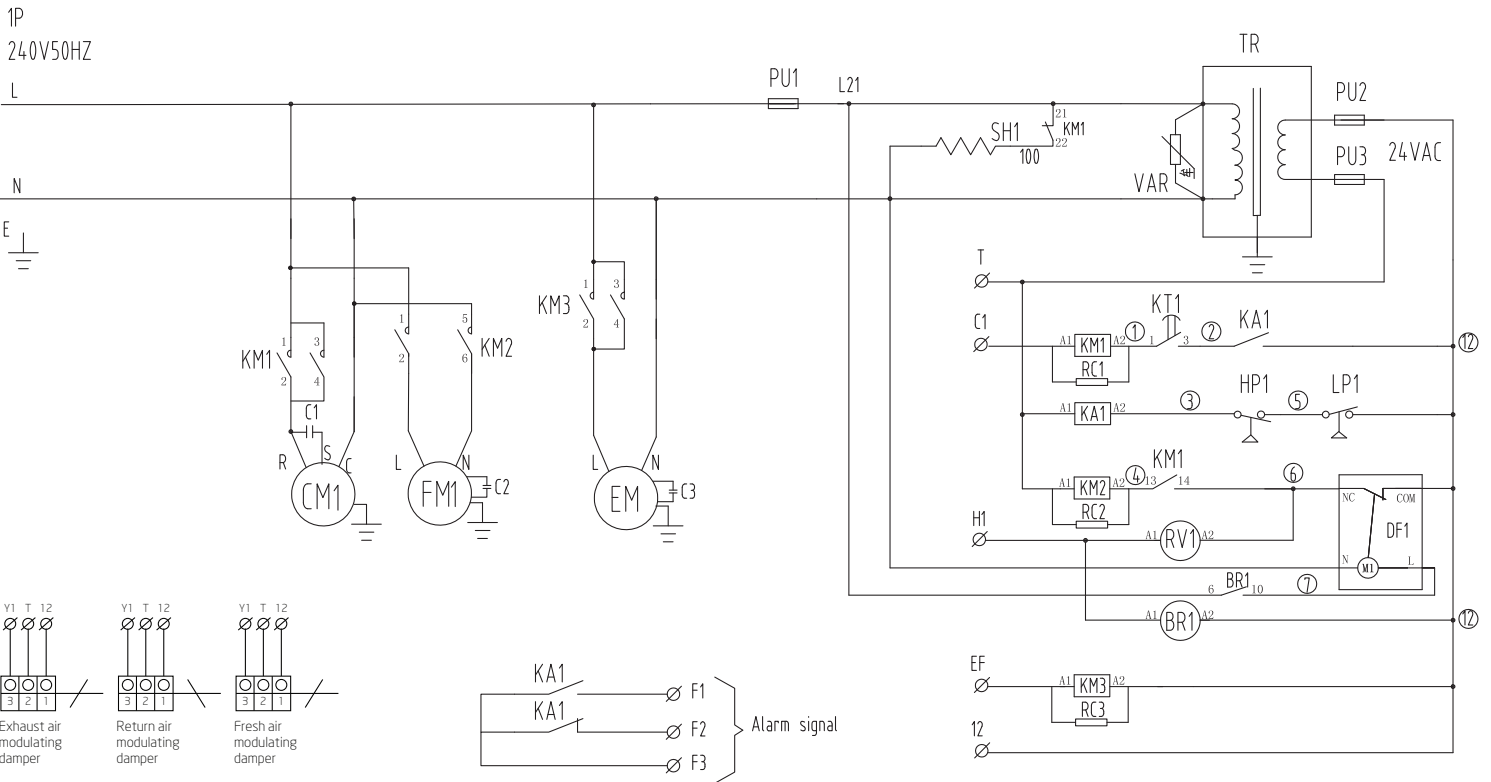 1P
240V50HZ
TR
L
PU1
L21
PU2
21
KM1
22
SH1
100
24VAC
PU3
VAR
N
E
T
1
3
KM3
2
4
C1
KT1
KA1
1
2
5
6
KM2
KM1
1
3
2
4
A1 KM1 A2
①
1
3
②
⑫
RC1
HP1
LP1
C1
A1 KA1 A2
③
⑤
R
S
C
L
N
L
N
CM1
FM1
C2
EM
C3
KM1
A1 KM2 A2
④
13
14
⑥
RC2
NC
COM
DF1
H1
A1 RV1 A2
N
M1
L
BR1
6
10
⑦
A1 BR1 A2
⑫
Y1 T 12
Y1 T 12
Y1 T 12
EF
KA1
F1
A1 KM3 A2
RC3
3 2 1
3 2 1
3 2 1
KA1
F2
Alarm signal
F3
12
Exhaust air
modulating
damper
Return air
modulating
damper
Fresh air
modulating
damper